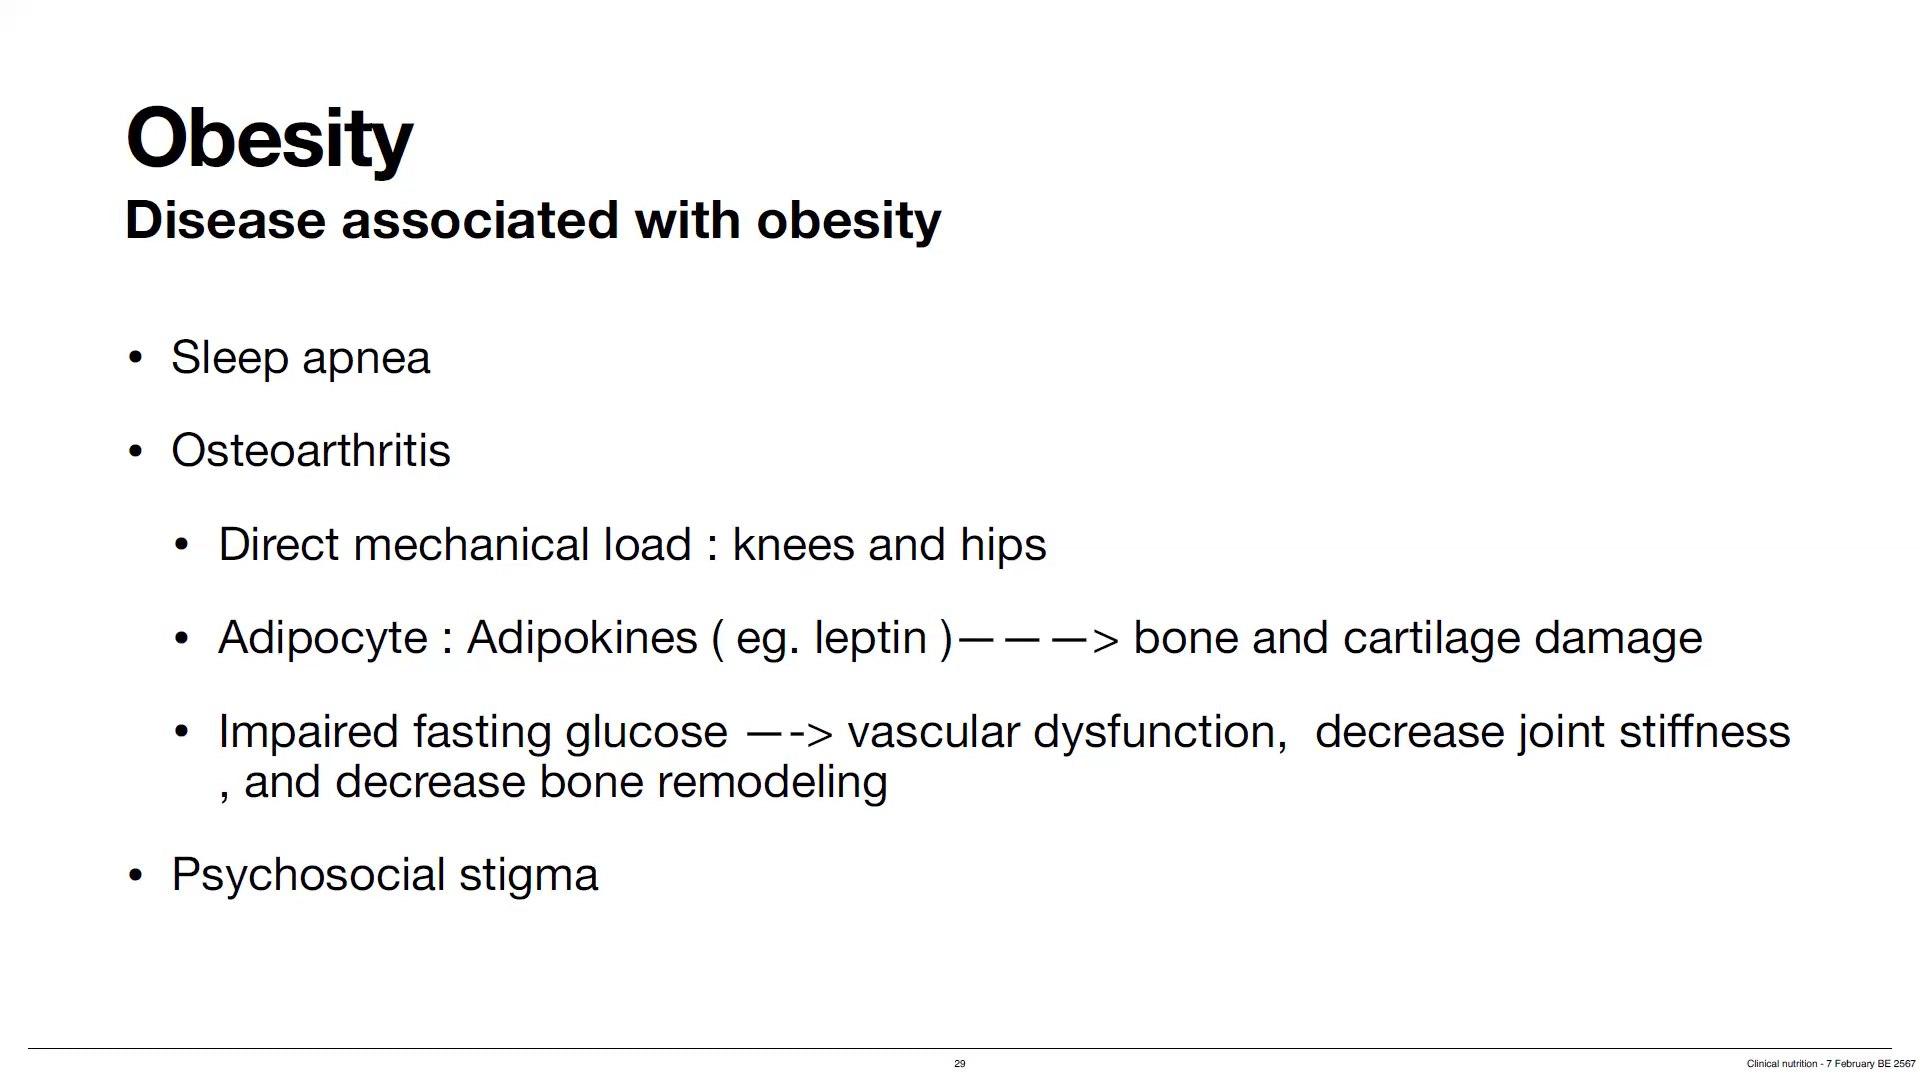 Obesity
Disease associated with obesity
• Sleep apnea
• Osteoarthritis
• Direct mechanical load : knees and hips
• Adipocyte : Adipokines ( eg. leptin )———> bone and cartilage damage
• Impaired fasting glucose —-> vascular dysfunction,  decrease joint stiffness
, and decrease bone remodeling
• Psychosocial stigma
29
Clinical nutrition - 7 February BE 2567